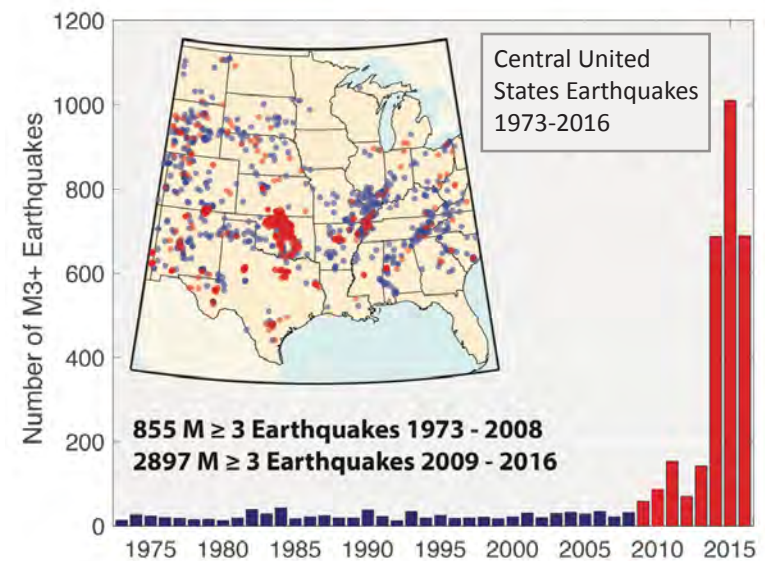 1200
1000
800
600
400
200
0
Number of M3+ Earthquakes
Central United
States Earthquakes
1973-2016
855 M ≥ 3 Earthquakes 1973 - 2008
2897 M ≥ 3 Earthquakes 2009 - 2016
1975 1980 1985 1990 1995 2000 2005 2010 2015